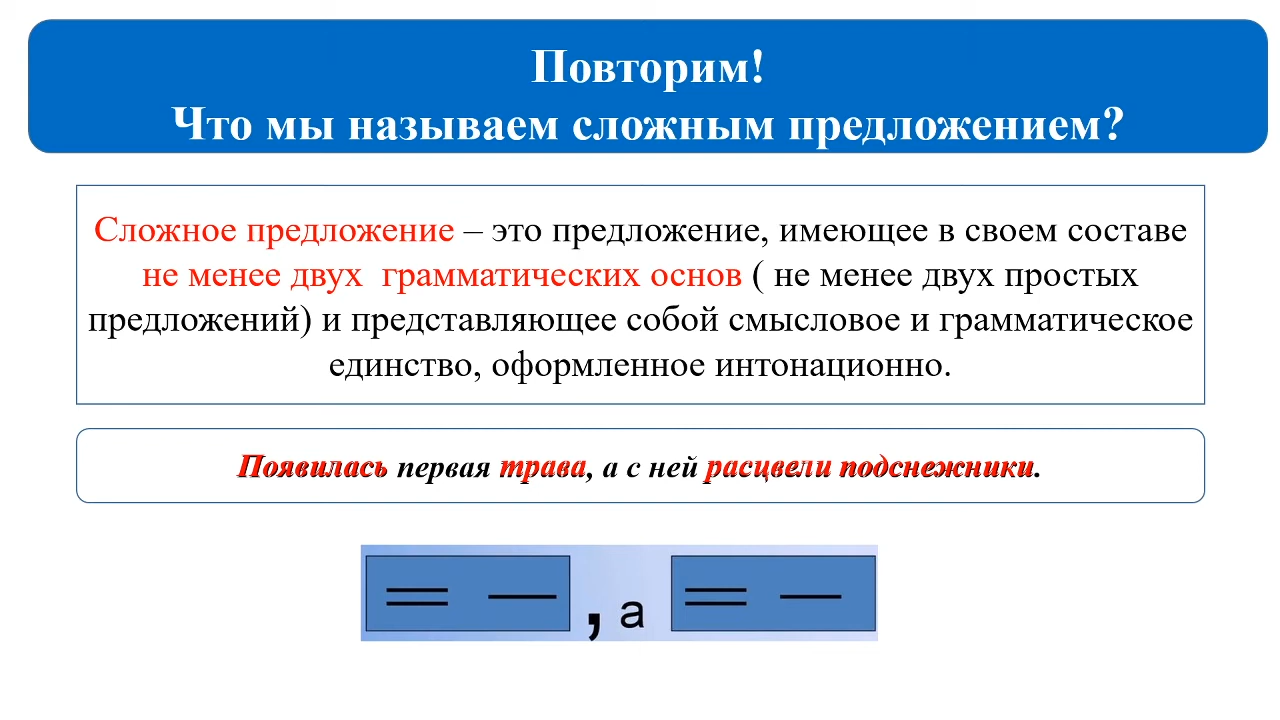 Повторим!
Что мы называем сложным предложением?
Сложное предложение – это предложение, имеющее в своем составе
не менее двух  грамматических основ ( не менее двух простых
предложений) и представляющее собой смысловое и грамматическое
единство, оформленное интонационно.
Появилась первая трава, а с ней расцвели подснежники.
, а